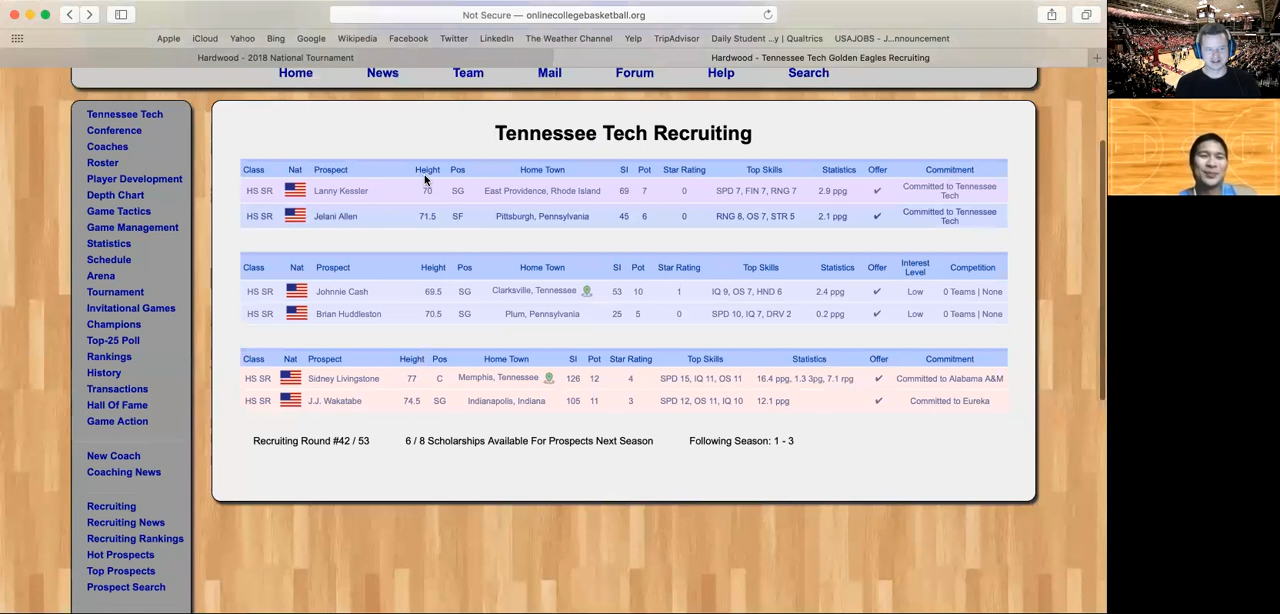 Not Secure — onlinecollegebasketball.org
Apple iCloud Yahoo Bing Google Wikipedia Facebook Twitter LinkedIn The Weather Channel Yelp TripAdvisor Daily Student ...y | Qualtrics USAJOBS - J...nnouncement
Hardwood - 2018 National Tournament Hardwood - Tennessee Tech Golden Eagles Recruiting
Home News Team Mail Forum Help Search
Tennessee Tech
Conference
Coaches
Roster
Player Development
Depth Chart
Game Tactics
Game Management
Statistics
Schedule
Arena
Tournament
Invitational Games
Champions
Top-25 Poll
Rankings
History
Transactions
Hall Of Fame
Game Action
New Coach
Coaching News
Recruiting
Recruiting News
Recruiting Rankings
Hot Prospects
Top Prospects
Prospect Search
Tennessee Tech Recruiting
Class Nat Prospect Height Pos Home Town SI Pot Star Rating Top Skills Statistics Offer Commitment
HS SR Lanny Kessler 70 SG East Providence, Rhode Island 69 7 0 SPD 7, FIN 7, RNG 7 2.9 ppg ✔ Committed to Tennessee Tech
HS SR Jelani Allen 71.5 SF Pittsburgh, Pennsylvania 45 6 0 RNG 8, OS 7, STR 5 2.1 ppg ✔ Committed to Tennessee Tech
Class Nat Prospect Height Pos Home Town SI Pot Star Rating Top Skills Statistics Offer Interest Level Competition
HS SR Johnnie Cash 69.5 SG Clarksville, Tennessee 53 10 1 IQ 9, OS 7, HND 6 2.4 ppg ✔ Low 0 Teams | None
HS SR Brian Huddleston 70.5 SG Plum, Pennsylvania 25 5 0 SPD 10, IQ 7, DRV 2 0.2 ppg ✔ Low 0 Teams | None
Class Nat Prospect Height Pos Home Town SI Pot Star Rating Top Skills Statistics Offer Commitment
HS SR Sidney Livingstone 77 C Memphis, Tennessee 126 12 4 SPD 15, IQ 11, OS 11 16.4 ppg, 1.3 3pg, 7.1 rpg ✔ Committed to Alabama A&M
HS SR J.J. Wakatabe 74.5 SG Indianapolis, Indiana 105 11 3 SPD 12, OS 11, IQ 10 12.1 ppg ✔ Committed to Eureka
Recruiting Round #42 / 53 6 / 8 Scholarships Available For Prospects Next Season Following Season: 1 - 3